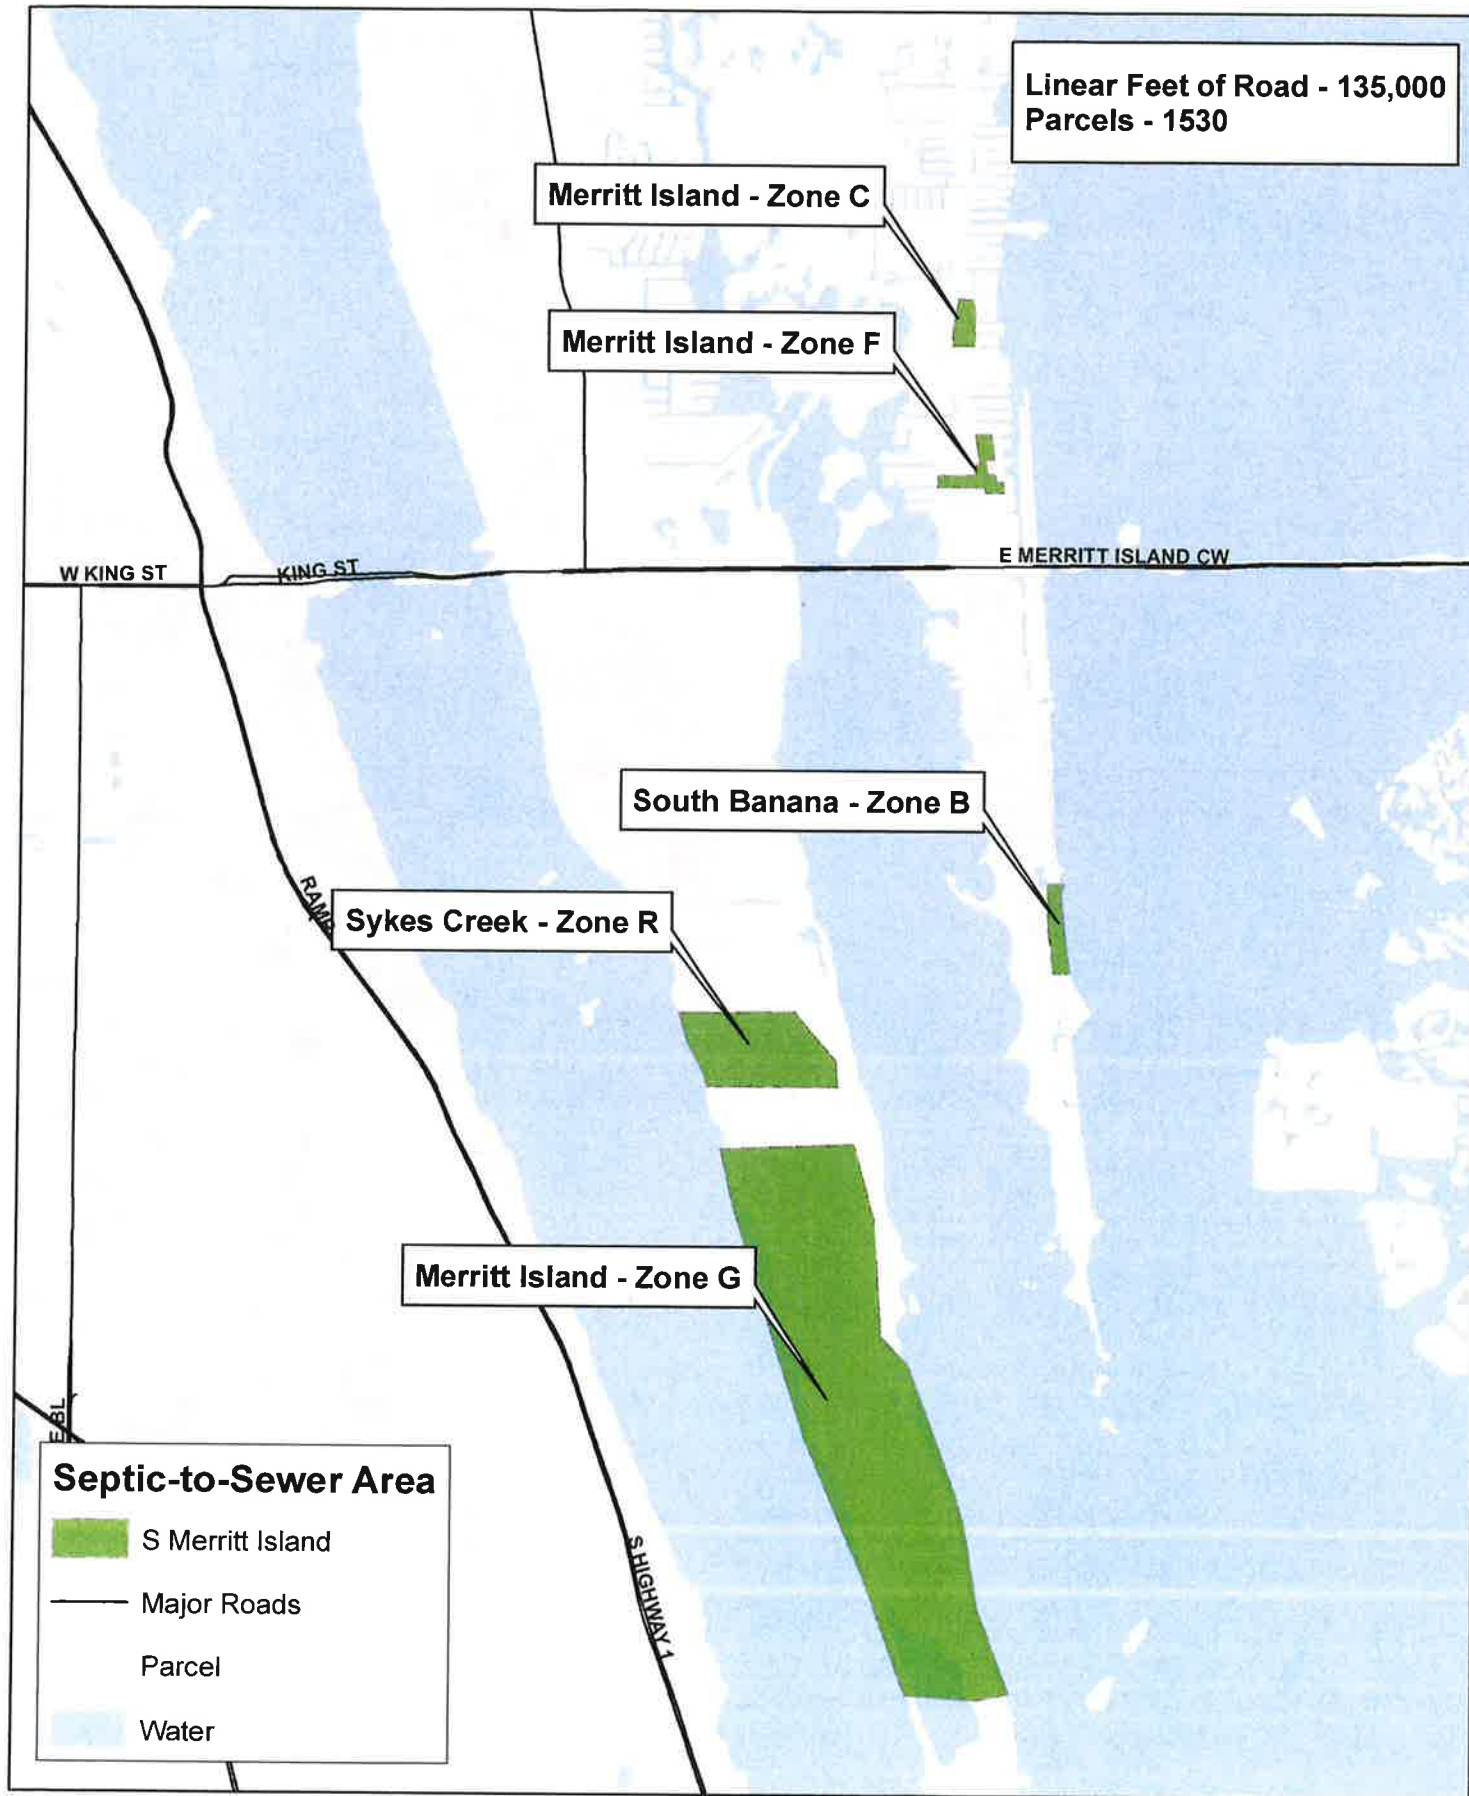 Linear Feet of Road - 135,000
Parcels - 1530
Merritt Island - Zone C
Merritt Island - Zone F
E MERRITT ISLAND CW
W KING ST
KING ST
South Banana - Zone B
RAMP
Sykes Creek - Zone R
Merritt Island - Zone G
E BL
Septic-to-Sewer Area
S Merritt Island
Major Roads
Parcel
Water
S HIGHWAY 1